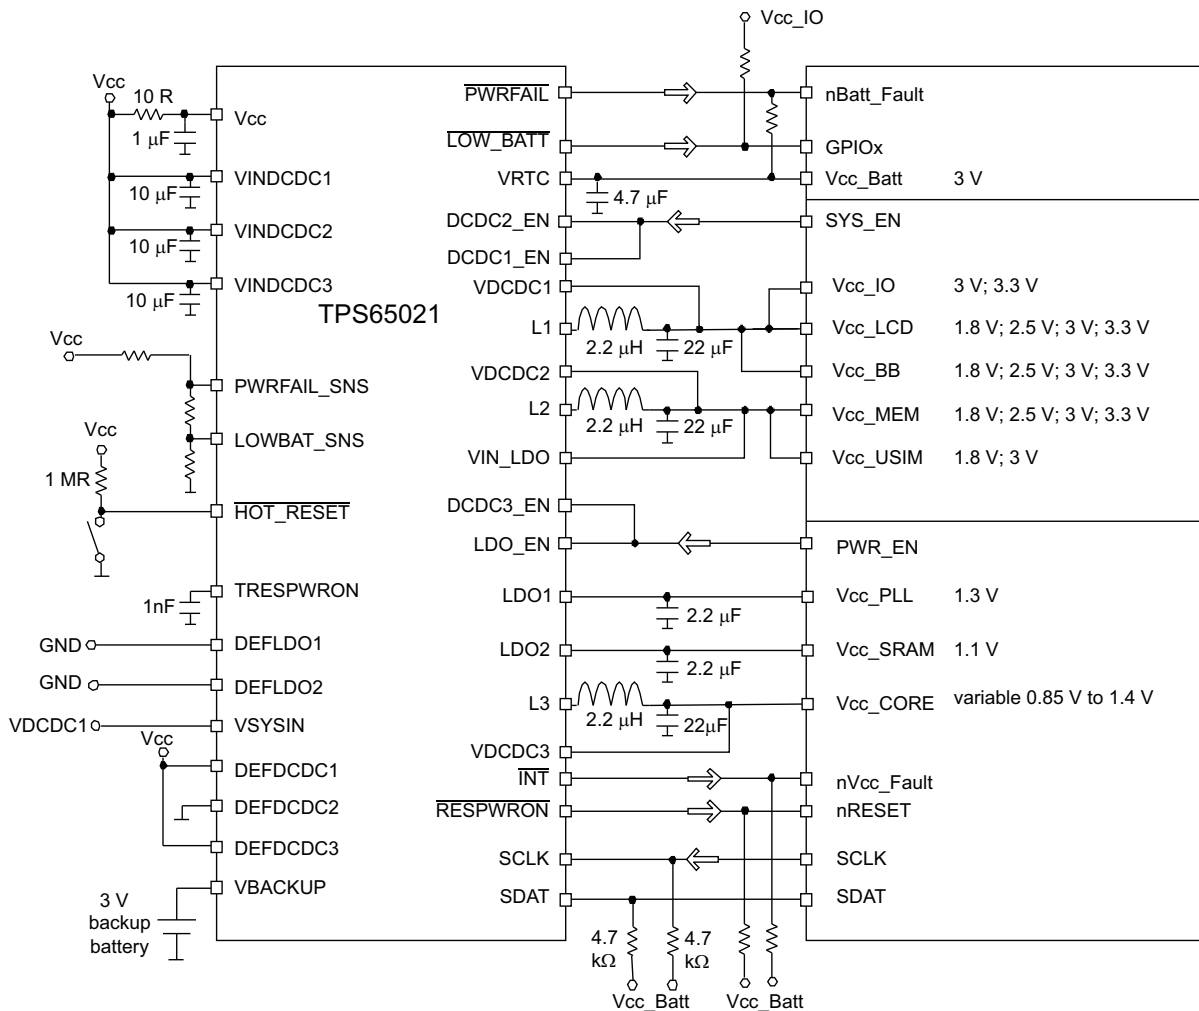 Vcc_IO
Vcc
10 R
Vcc
1 µF
VINDCDC1
10 µF
VINDCDC2
10 µF
VINDCDC3
10 µF
TPS65021
Vcc
PWRFAIL_SNS
LOWBAT_SNS
Vcc
1 MR
HOT_RESET
TRESPWRON
1nF
GND
DEFLDO1
GND
DEFLDO2
VDCDC1
VSYSIN
Vcc
DEFDCDC1
DEFDCDC2
DEFDCDC3
VBACKUP
3 V
backup
battery
PWRFAIL
LOW_BATT
VRTC
4.7 µF
DCDC2_EN
DCDC1_EN
VDCDC1
L1
2.2 µH
22 µF
VDCDC2
L2
2.2 µH
22 µF
VIN_LDO
DCDC3_EN
LDO_EN
LDO1
2.2 µF
LDO2
2.2 µF
L3
2.2 µH
22µF
VDCDC3
INT
RESPWRON
SCLK
SDAT
4.7
kΩ
4.7
kΩ
Vcc_Batt
Vcc_Batt
nBatt_Fault
GPIOx
Vcc_Batt 3 V
SYS_EN
Vcc_IO 3 V; 3.3 V
Vcc_LCD 1.8 V; 2.5 V; 3 V; 3.3 V
Vcc_BB 1.8 V; 2.5 V; 3 V; 3.3 V
Vcc_MEM 1.8 V; 2.5 V; 3 V; 3.3 V
Vcc_USIM 1.8 V; 3 V
PWR_EN
Vcc_PLL 1.3 V
Vcc_SRAM 1.1 V
Vcc_CORE variable 0.85 V to 1.4 V
nVcc_Fault
nRESET
SCLK
SDAT